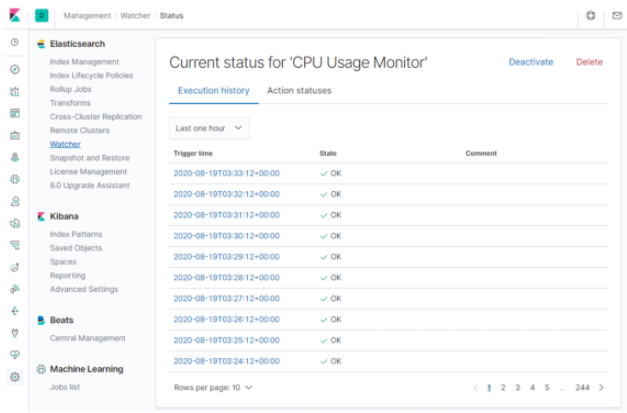 D
Management / Watcher / Status
Elasticsearch
Index Management
Index Lifecycle Policies
Rollup Jobs
Transforms
Cross-Cluster Replication
Remote Clusters
Watcher
Snapshot and Restore
License Management
8.0 Upgrade Assistant
Kibana
Index Patterns
Saved Objects
Spaces
Reporting
Advanced Settings
Beats
Central Management
Machine Learning
Jobs list
Current status for 'CPU Usage Monitor'
Deactivate Delete
Execution history Action statuses
Last one hour
Trigger time State Comment
2020-08-19T03:33:12+00:00 OK
2020-08-19T03:32:12+00:00 OK
2020-08-19T03:31:12+00:00 OK
2020-08-19T03:30:12+00:00 OK
2020-08-19T03:29:12+00:00 OK
2020-08-19T03:28:12+00:00 OK
2020-08-19T03:27:12+00:00 OK
2020-08-19T03:26:12+00:00 OK
2020-08-19T03:25:12+00:00 OK
2020-08-19T03:24:12+00:00 OK
Rows per page: 10 1 2 3 4 5 ... 244